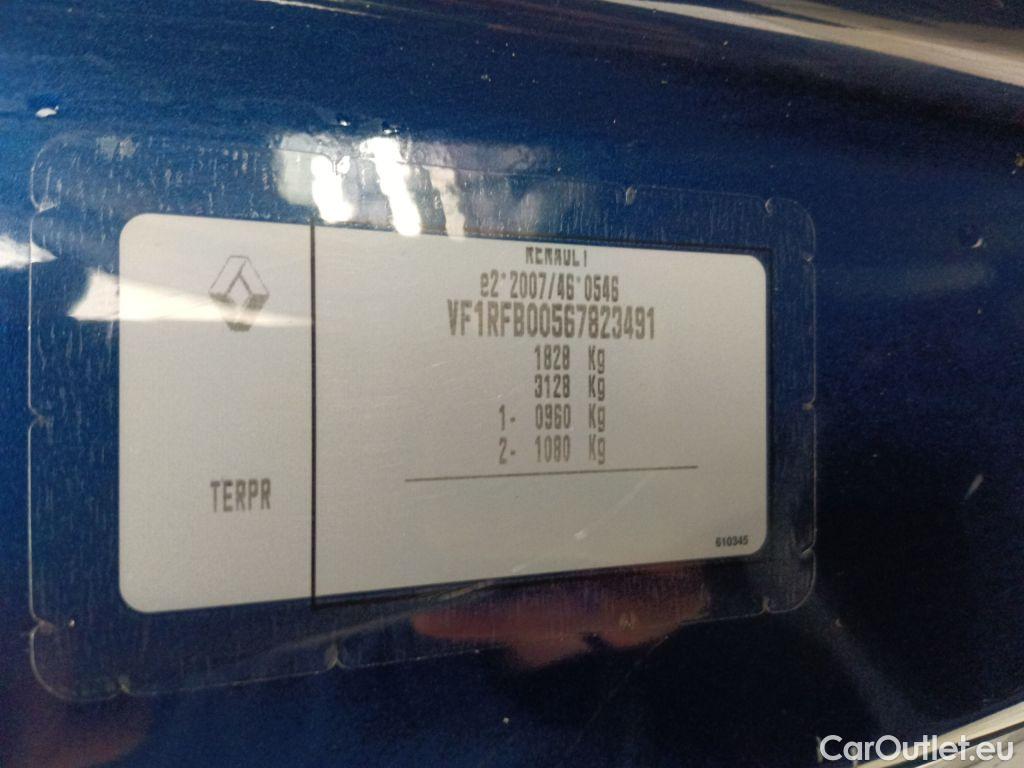 RENAULT
e2*2007/46*0546
VF1RFB00567823491
1828 Kg
3128 Kg
1- 0960 Kg
2- 1080 Kg
TERPR
610345
CarOutlet.eu